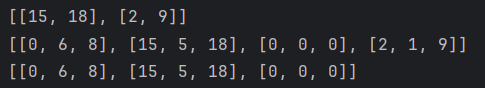 [[15, 18], [2, 9]]
[[0, 6, 8], [15, 5, 18], [0, 0, 0], [2, 1, 9]]
[[0, 6, 8], [15, 5, 18], [0, 0, 0]]